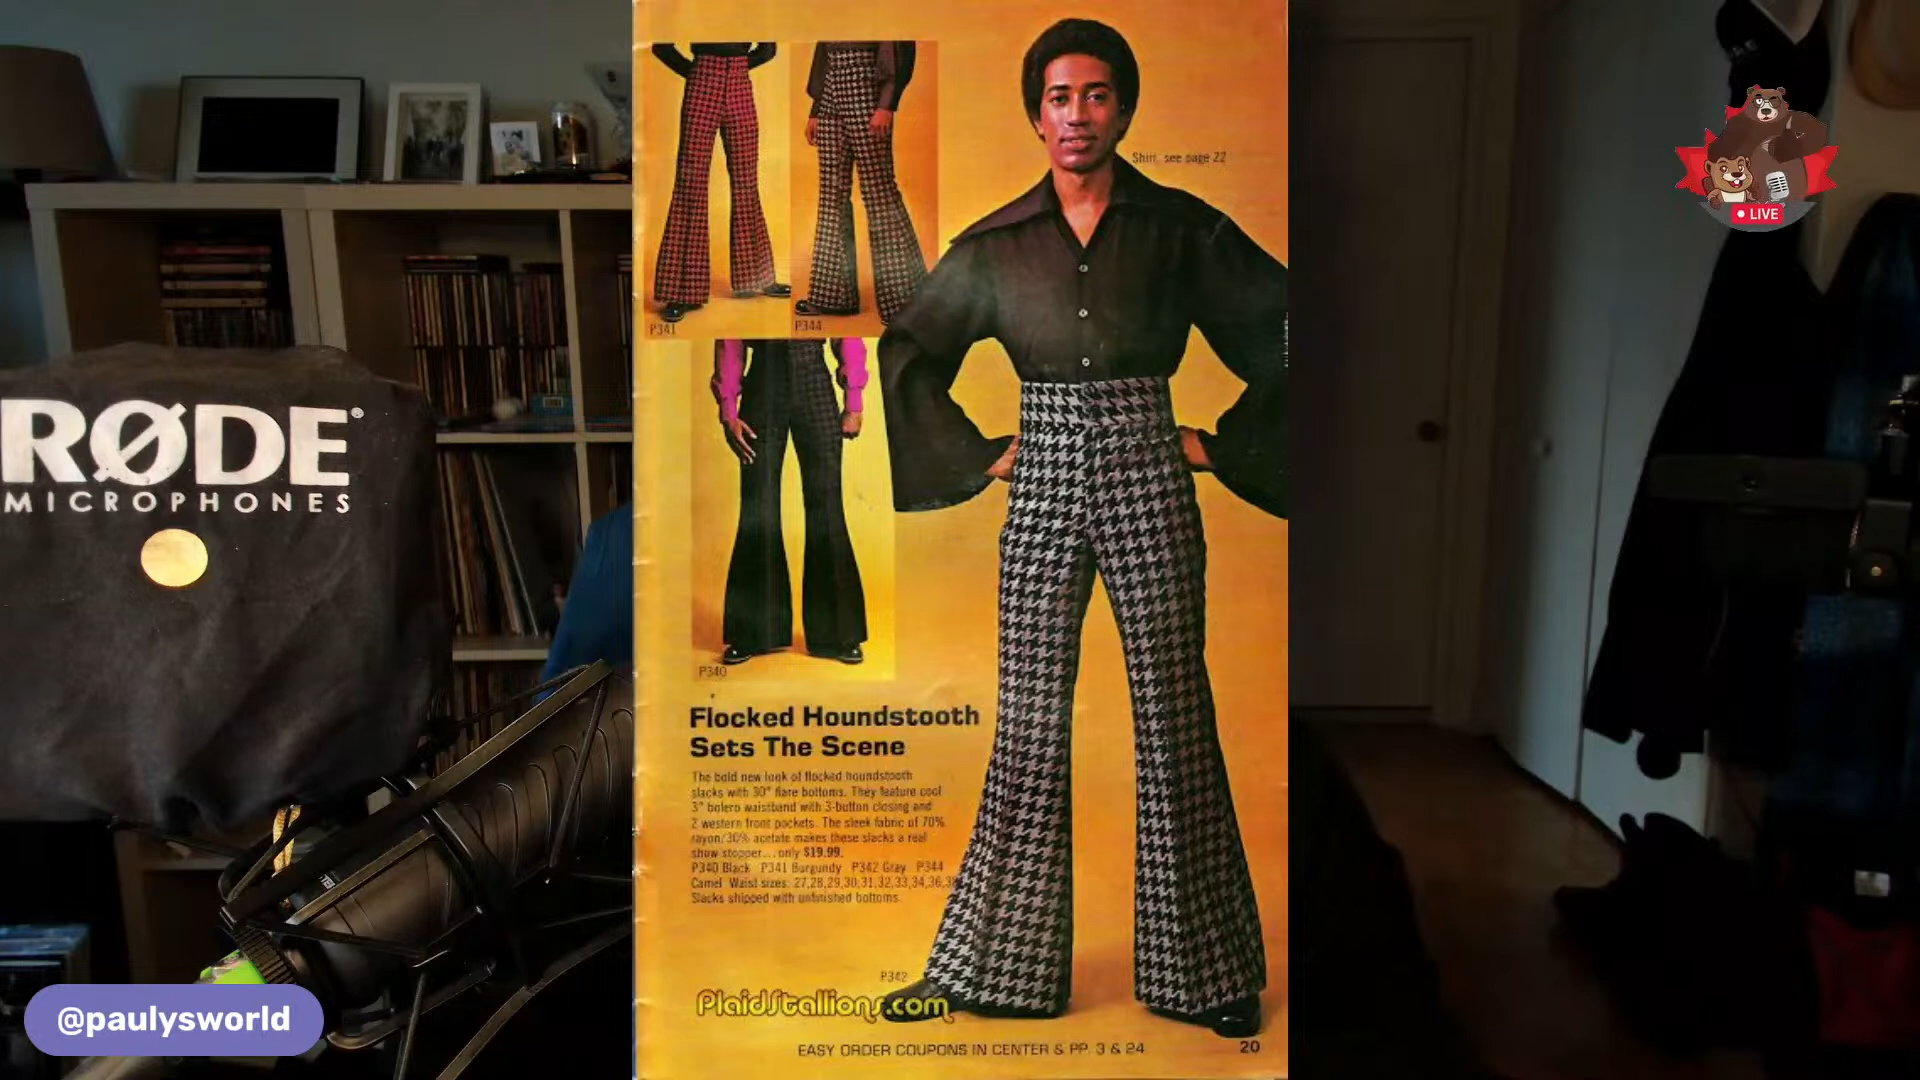 RØDE
MICROPHONES
@paulysworld
LIVE
Shirt, see page 22
P341
P344
P340
Flocked Houndstooth
Sets The Scene
The bold new look of flocked houndstooth
slacks with 30" flare bottoms. They feature cool
3" bolero waistband with 3-button closing and
2 western front pockets. The sleek fabric of 70%
rayon/30% acetate makes these slacks a real
show stopper...only $19.99.
P340 Black P341 Burgundy P342 Gray P344
Camel Waist sizes: 27,28,29,30,31,32,33,34,36,38
Slacks shipped with unfinished bottoms.
P342
PlaidStallions.com
EASY ORDER COUPONS IN CENTER & PP. 3 & 24
20